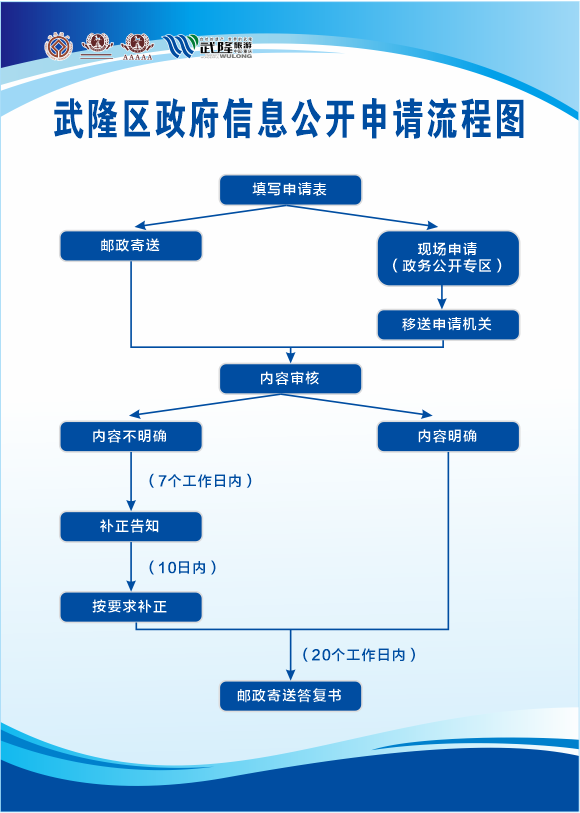 AAAAA
武隆
旅游
WULONG
武隆区政府信息公开申请流程图
填写申请表
邮政寄送
现场申请
（政务公开专区）
移送申请机关
内容审核
内容不明确
内容明确
（7个工作日内）
补正告知
（10日内）
按要求补正
（20个工作日内）
邮政寄送答复书